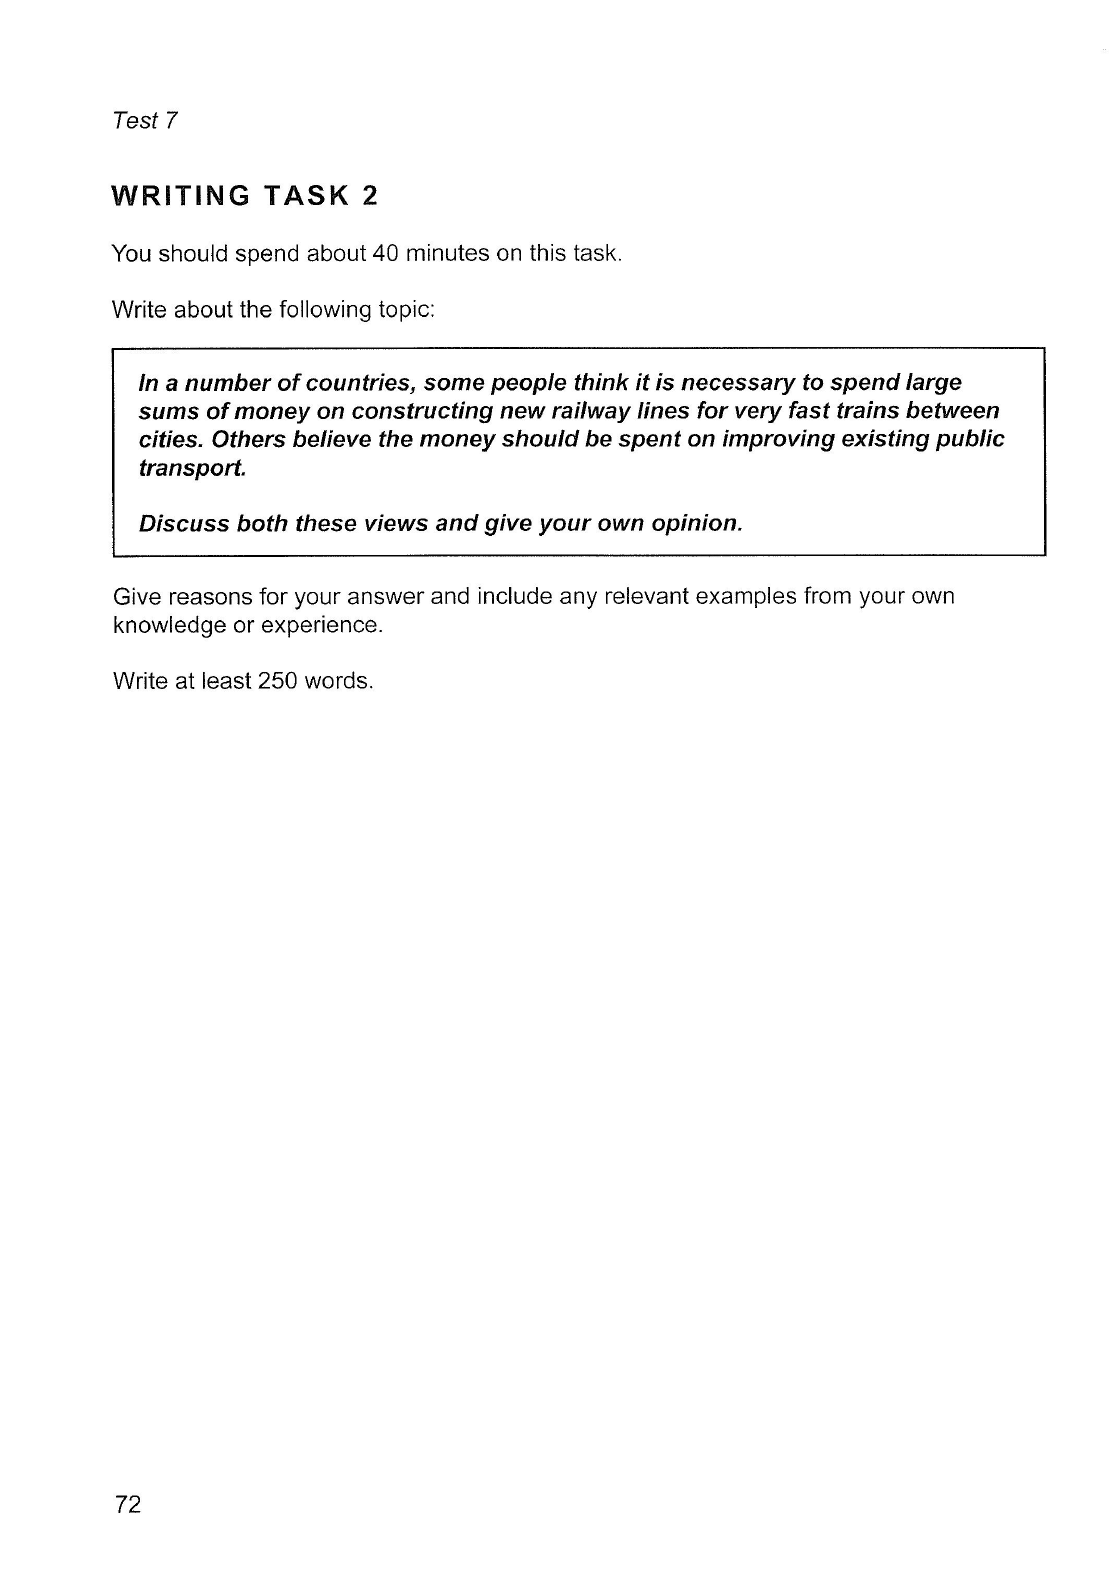 Test 7
WRITING TASK 2
You should spend about 40 minutes on this task.
Write about the following topic:
In a number of countries, some people think it is necessary to spend large
sums of money on constructing new railway lines for very fast trains between
cities. Others believe the money should be spent on improving existing public
transport.
Discuss both these views and give your own opinion.
Give reasons for your answer and include any relevant examples from your own
knowledge or experience.
Write at least 250 words.
72